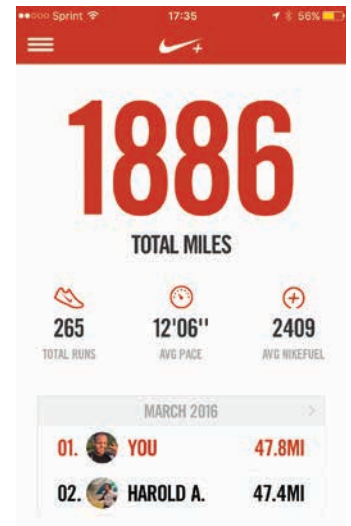 Sprint 17:35 56%
1886
TOTAL MILES
265 12'06'' 2409
TOTAL RUNS AVG PACE AVG NIKEFUEL
MARCH 2016
01. YOU 47.8MI
02. HAROLD A. 47.4MI